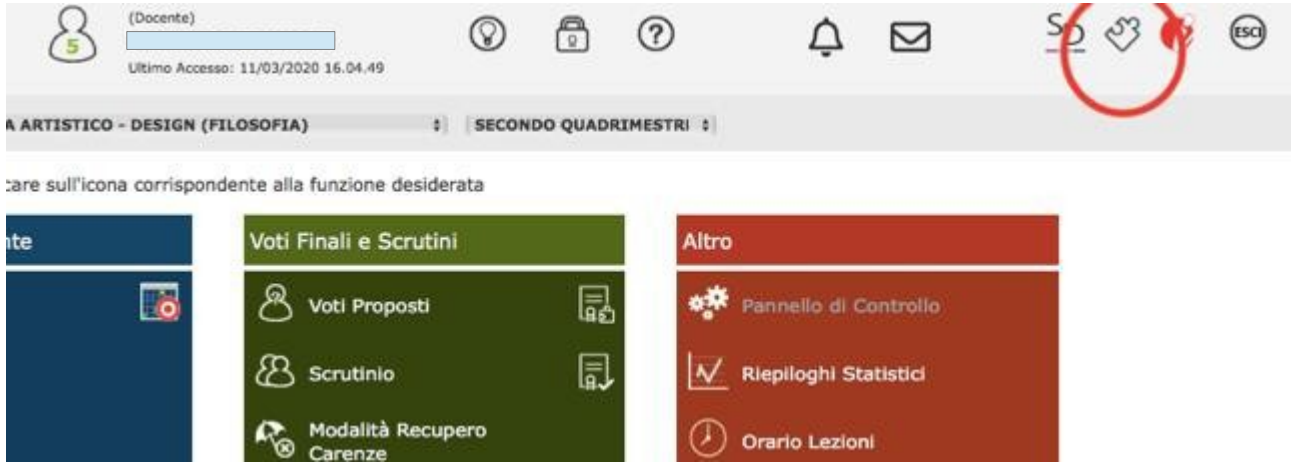 (Docente)
5
Ultimo Accesso: 11/03/2020 16.04.49
?
SD
ESCI
A ARTISTICO - DESIGN (FILOSOFIA)
SECONDO QUADRIMESTRI
care sull'icona corrispondente alla funzione desiderata
nte
Voti Finali e Scrutini
Altro
Voti Proposti
Pannello di Controllo
Scrutinio
Riepiloghi Statistici
Modalità Recupero
Carenze
Orario Lezioni